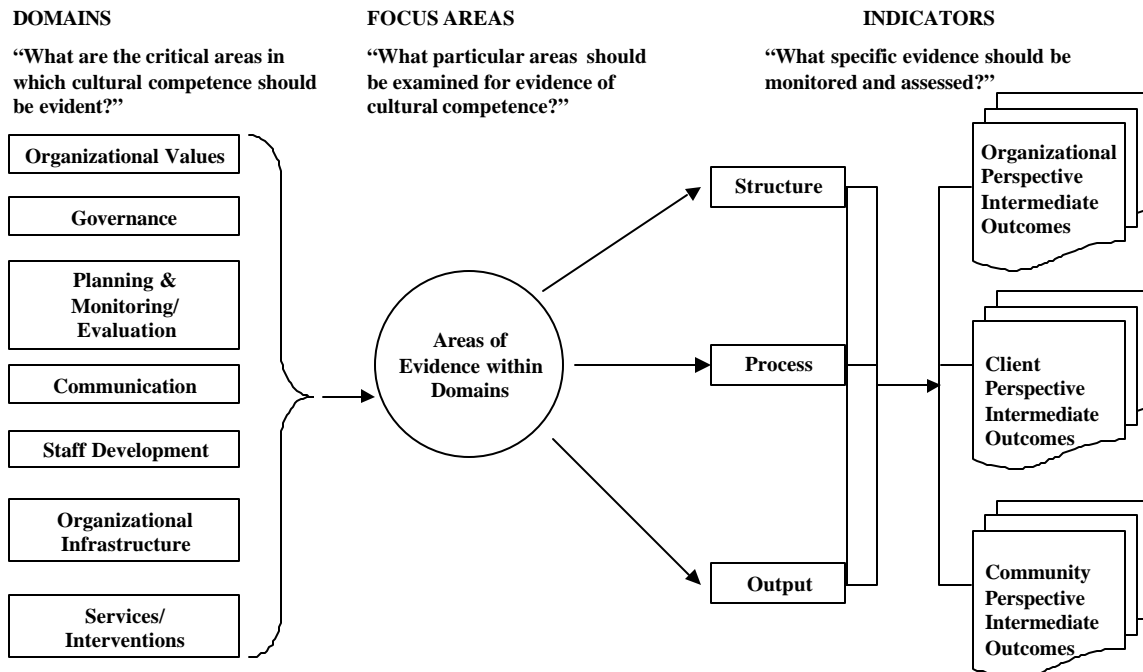 DOMAINS
“What are the critical areas in
which cultural competence should
be evident?”
FOCUS AREAS
“What particular areas should
be examined for evidence of
cultural competence?”
INDICATORS
“What specific evidence should be
monitored and assessed?”
Organizational Values
Governance
Planning &
Monitoring/
Evaluation
Communication
Staff Development
Organizational
Infrastructure
Services/
Interventions
Areas of
Evidence within
Domains
Structure
Process
Output
Organizational
Perspective
Intermediate
Outcomes
Client
Perspective
Intermediate
Outcomes
Community
Perspective
Intermediate
Outcomes